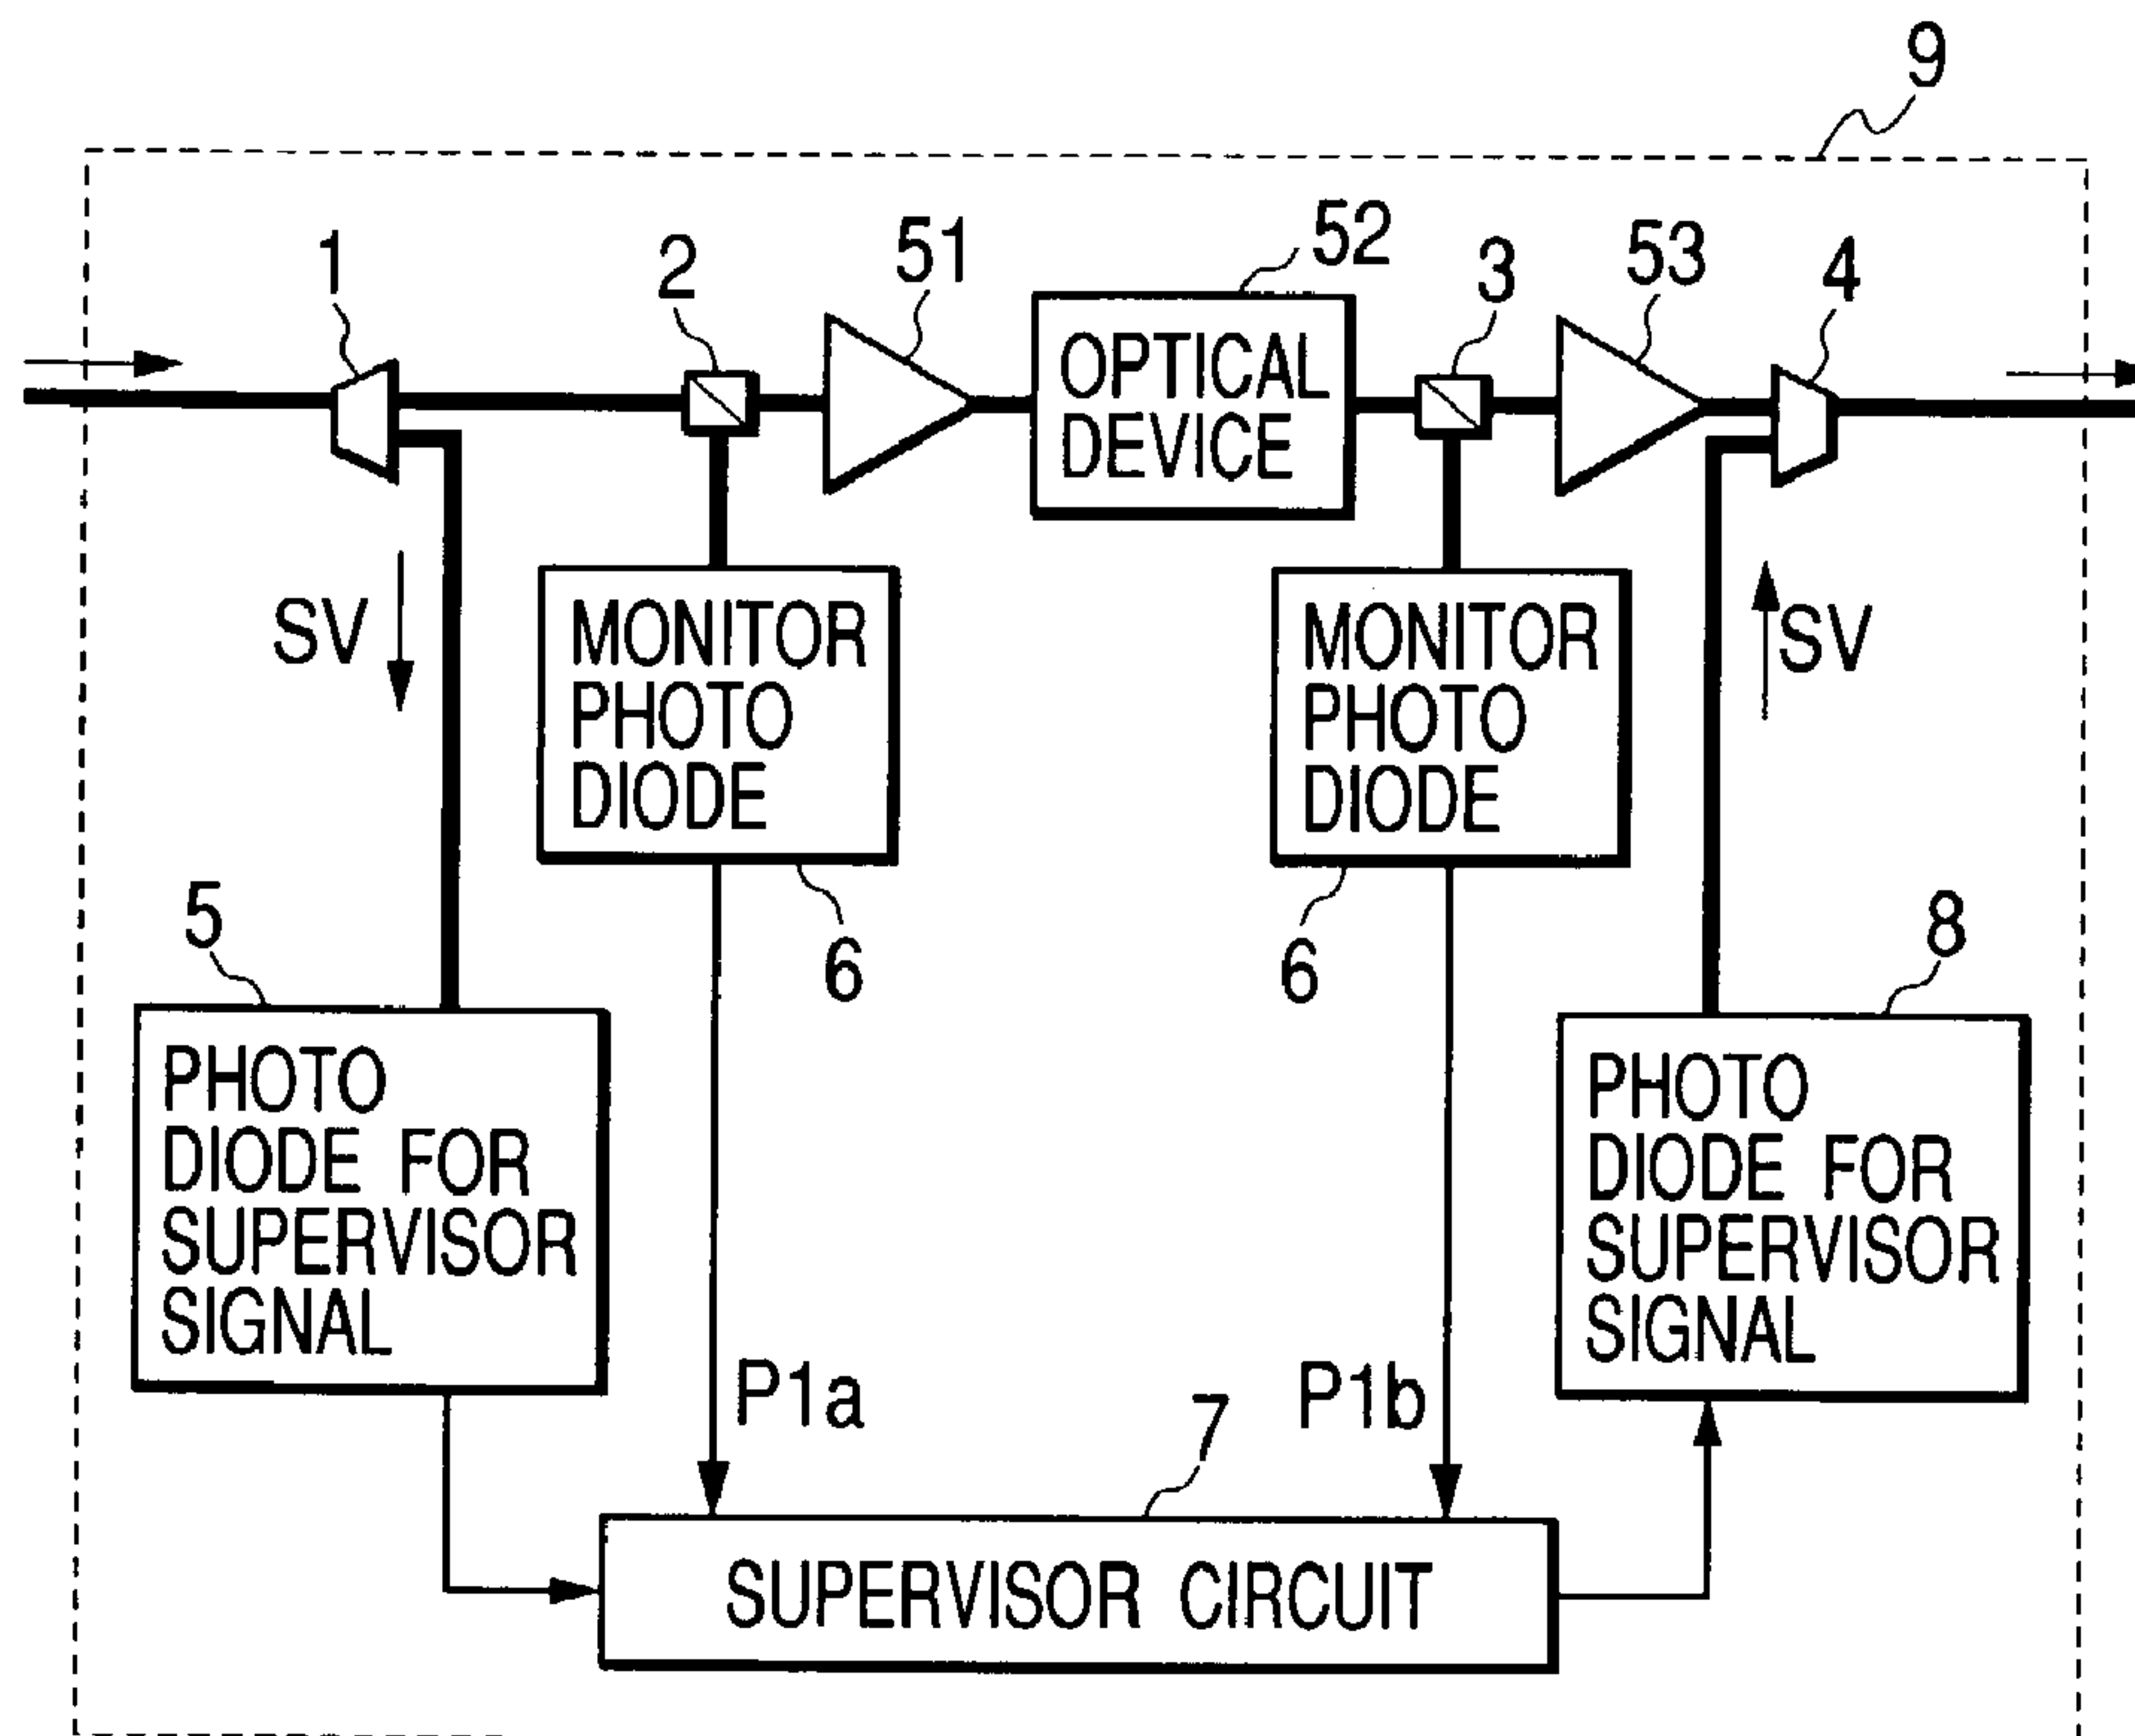 9
1
2
51
52
3
53
4
OPTICAL
DEVICE
SV
MONITOR
PHOTO
DIODE
MONITOR
PHOTO
DIODE
SV
5
6
6
8
PHOTO
DIODE FOR
SUPERVISOR
SIGNAL
PHOTO
DIODE FOR
SUPERVISOR
SIGNAL
P1a
P1b
7
SUPERVISOR CIRCUIT